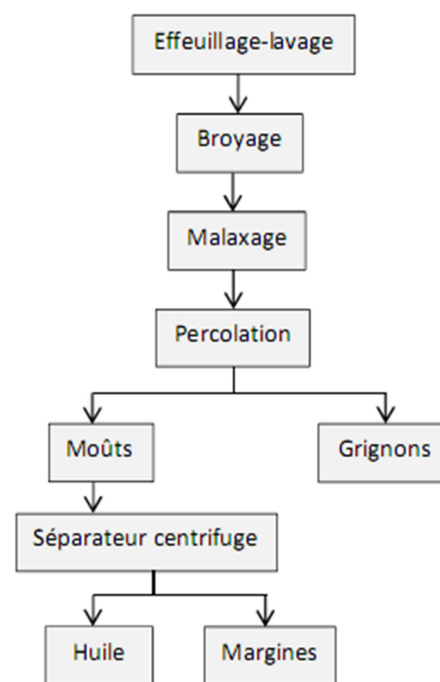 Effeuillage-lavage
Broyage
Malaxage
Percolation
Moûts
Grignons
Séparateur centrifuge
Huile
Margines